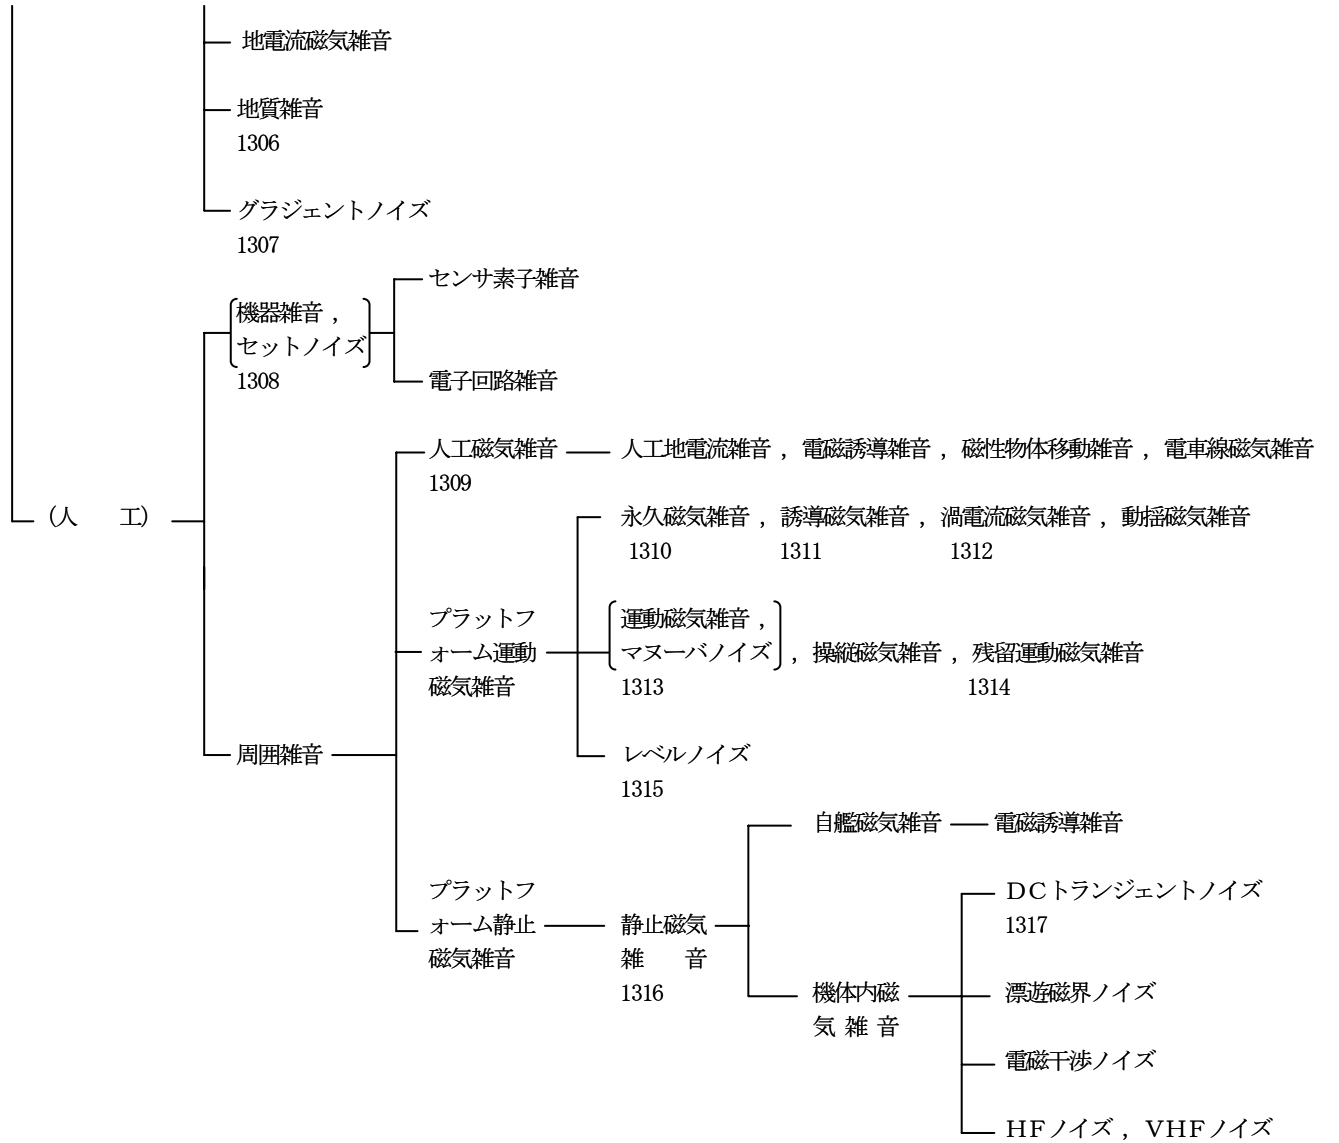 地電流磁気雑音
地質雑音
1306
グラジェントノイズ
1307
センサ素子雑音
機器雑音，
セットノイズ
1308
電子回路雑音
人工磁気雑音
人工地電流雑音，電磁誘導雑音，磁性物体移動雑音，電車線磁気雑音
1309
（人　　工）
永久磁気雑音，誘導磁気雑音，渦電流磁気雑音，動揺磁気雑音
1310 1311 1312
プラットフ
ォーム運動
磁気雑音
運動磁気雑音，
マヌーバノイズ
，操縦磁気雑音，残留運動磁気雑音
1313 1314
周囲雑音
レベルノイズ
1315
自艦磁気雑音
電磁誘導雑音
プラットフ
ォーム静止
磁気雑音
静止磁気
雑　　音
1316
ＤＣトランジェントノイズ
1317
機体内磁
気 雑 音
漂遊磁界ノイズ
電磁干渉ノイズ
ＨＦノイズ，ＶＨＦノイズ